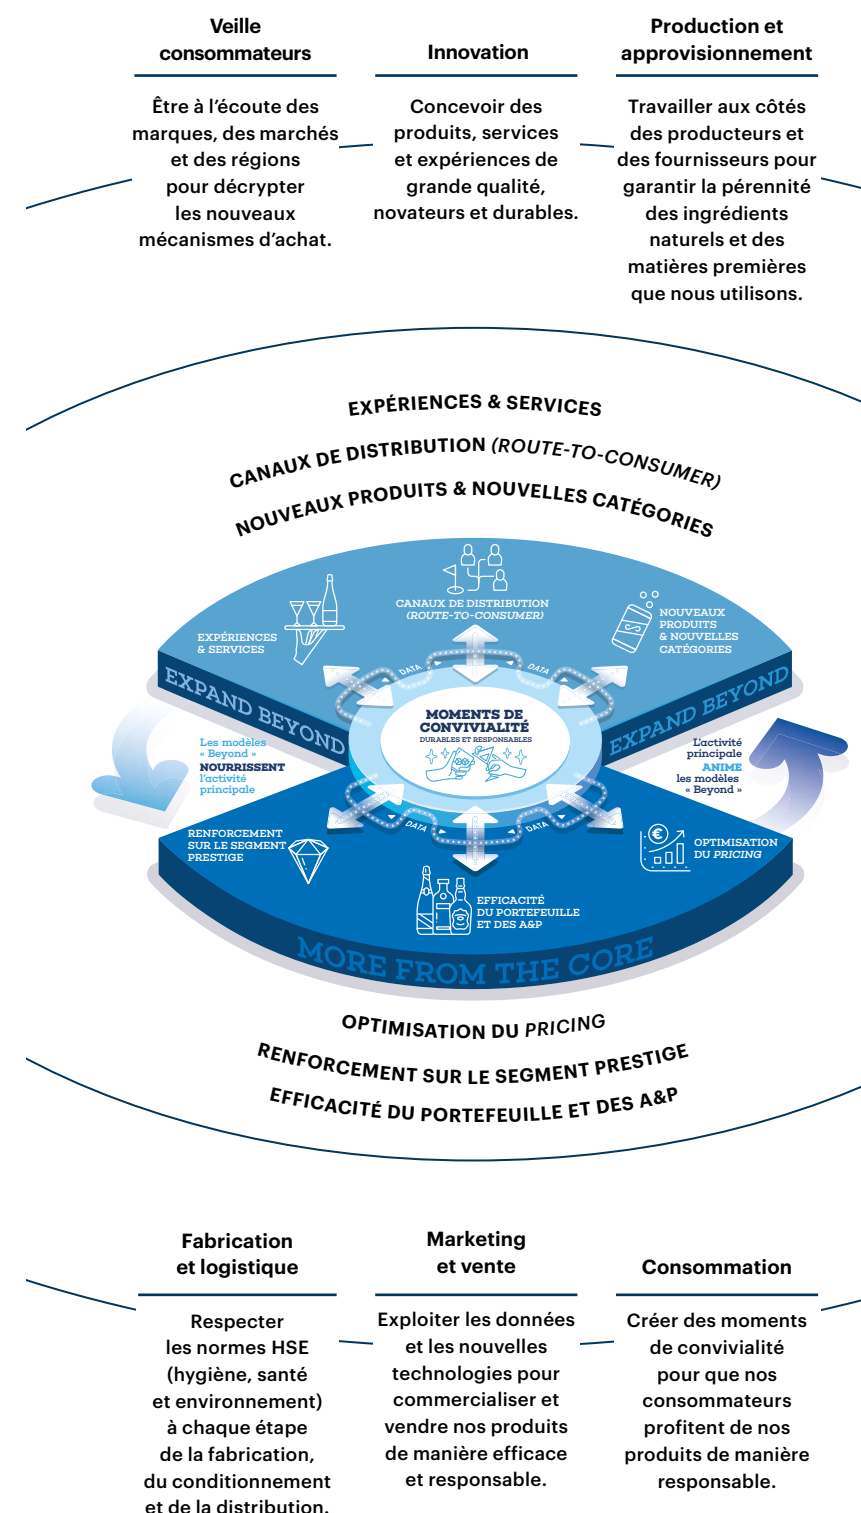 Veille
consommateurs
Être à l'écoute des
marques, des marchés
et des régions
pour décrypter
les nouveaux
mécanismes d'achat.
Innovation
Concevoir des
produits, services
et expériences de
grande qualité,
novateurs et durables.
Production et
approvisionnement
Travailler aux côtés
des producteurs et
des fournisseurs pour
garantir la pérennité
des ingrédients
naturels et des
matières premières
que nous utilisons.
EXPÉRIENCES & SERVICES
CANAUX DE DISTRIBUTION (ROUTE-TO-CONSUMER)
NOUVEAUX PRODUITS & NOUVELLES CATÉGORIES
EXPÉRIENCES
& SERVICES
CANAUX DE DISTRIBUTION
(ROUTE-TO-CONSUMER)
NOUVEAUX
PRODUITS
& NOUVELLES
CATÉGORIES
EXPAND BEYOND
EXPAND BEYOND
DATA
DATA
MOMENTS DE
CONVIVIALITÉ
DURABLES ET RESPONSABLES
Les modèles
« Beyond »
NOURRISSENT
l'activité
principale
L'activité
principale
ANIME
les modèles
« Beyond »
DATA
DATA
RENFORCEMENT
SUR LE SEGMENT
PRESTIGE
EFFICACITÉ
DU PORTEFEUILLE
ET DES A&P
€
OPTIMISATION
DU PRICING
MORE FROM THE CORE
OPTIMISATION DU PRICING
RENFORCEMENT SUR LE SEGMENT PRESTIGE
EFFICACITÉ DU PORTEFEUILLE ET DES A&P
Fabrication
et logistique
Respecter
les normes HSE
(hygiène, santé
et environnement)
à chaque étape
de la fabrication,
du conditionnement
et de la distribution.
Marketing
et vente
Exploiter les données
et les nouvelles
technologies pour
commercialiser et
vendre nos produits
de manière efficace
et responsable.
Consommation
Créer des moments
de convivialité
pour que nos
consommateurs
profitent de nos
produits de manière
responsable.